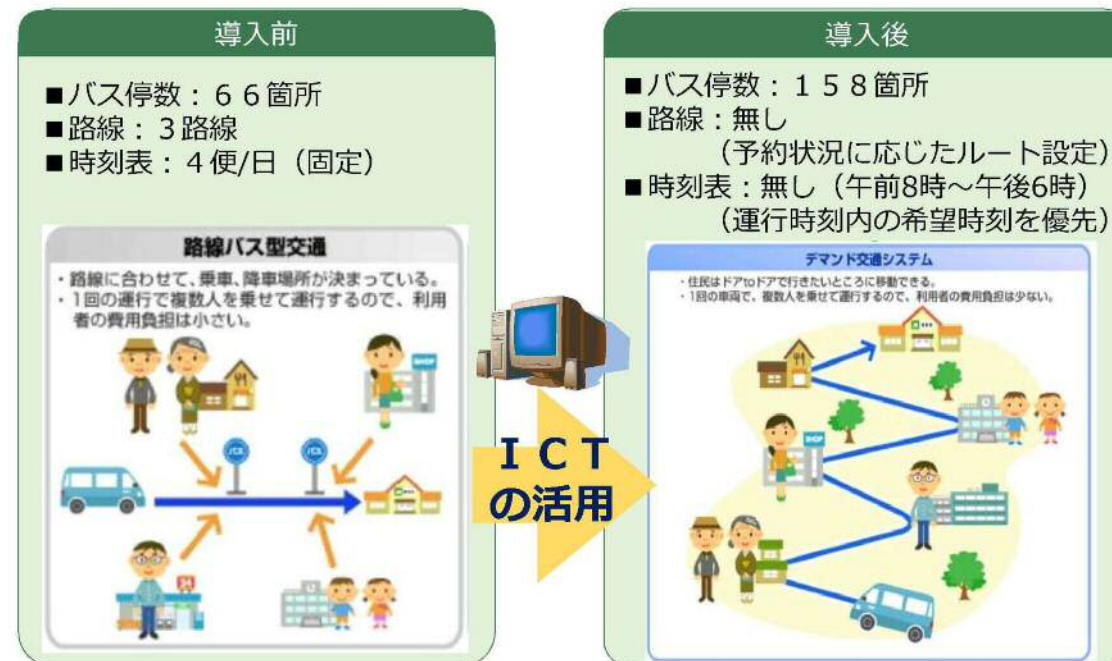 導入前
■バス停数：６６箇所
■路線：３路線
■時刻表：４便/日（固定）
路線バス型交通
・路線に合わせて、乗車、降車場所が決まっている。
・1回の運行で複数人を乗せて運行するので、利用
者の費用負担は小さい。
バス
バス
SHOP
24
ＩＣＴ
の活用
導入後
■バス停数：１５８箇所
■路線：無し
（予約状況に応じたルート設定）
■時刻表：無し（午前8時～午後6時）
（運行時刻内の希望時刻を優先）
デマンド交通システム
・住民はドアtoドアで行きたいところに移動できる。
・1回の車両で、複数人を乗せて運行するので、利用者の費用負担は少ない。
SHOP